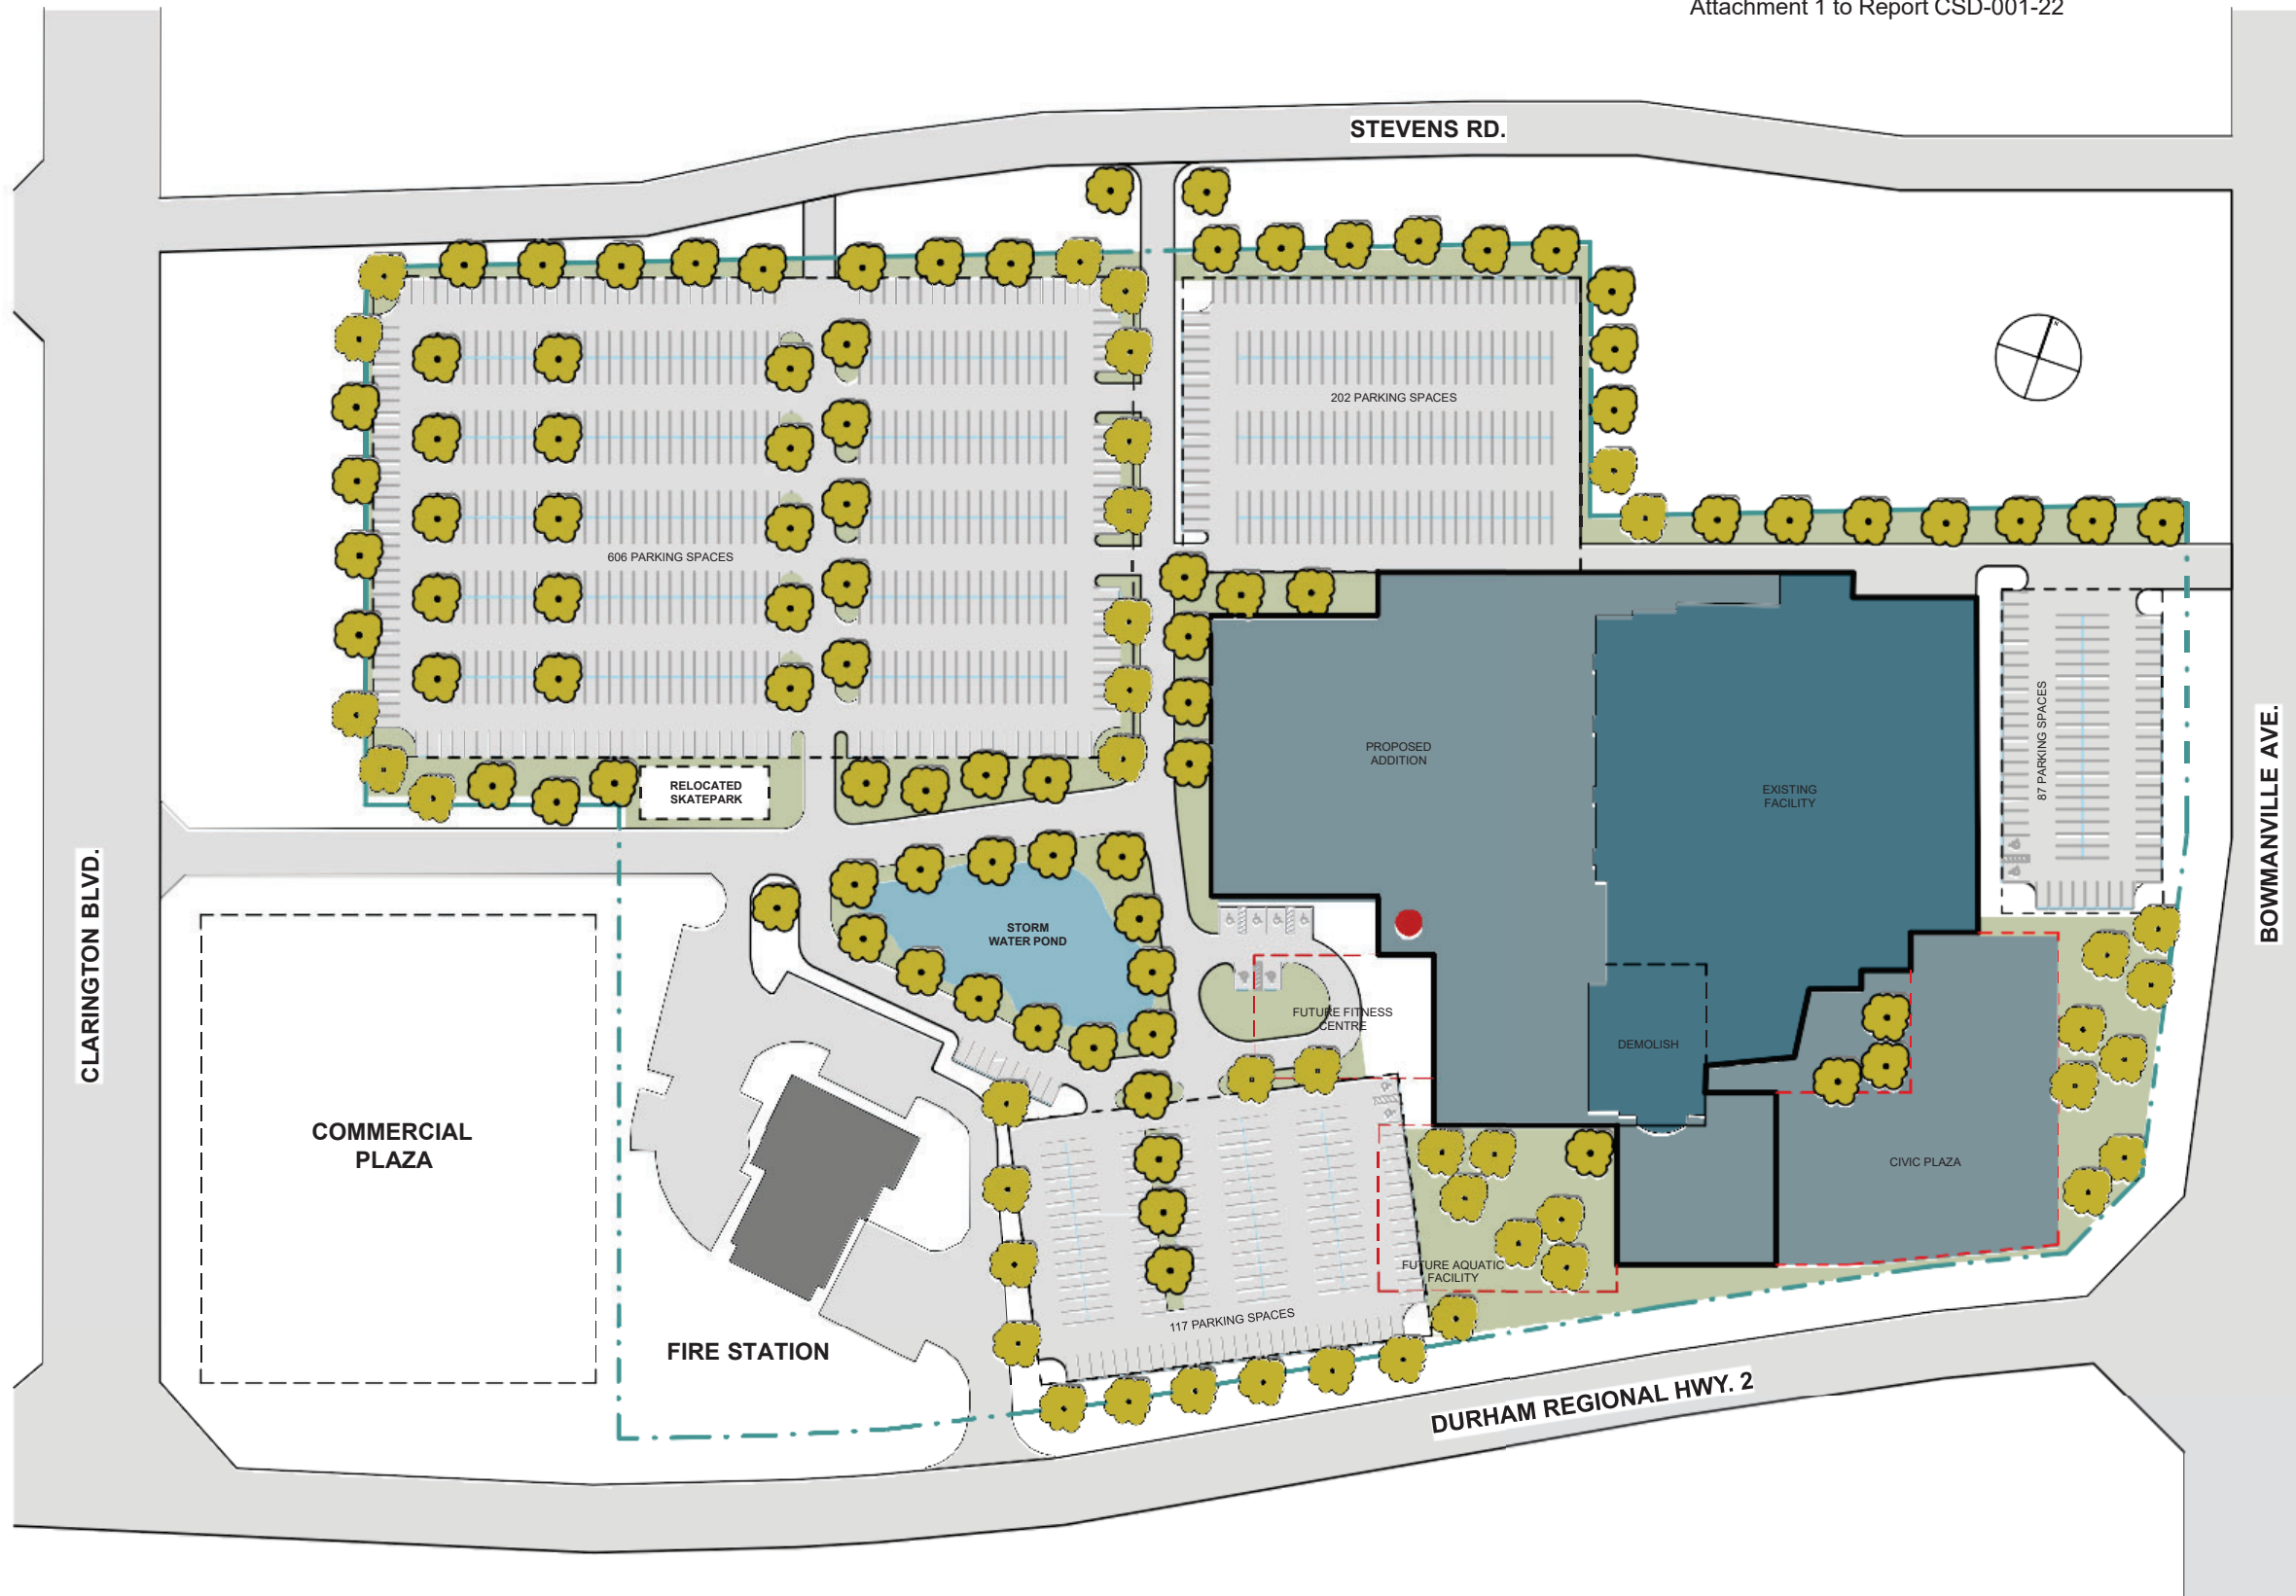 Attachment 1 to Report CSD-001-22
STEVENS RD.
202 PARKING SPACES
606 PARKING SPACES
PROPOSED
ADDITION
EXISTING
FACILITY
87 PARKING SPACES
BOWMANVILLE AVE.
RELOCATED
SKATEPARK
CLARINGTON BLVD.
STORM
WATER POND
FUTURE FITNESS
CENTRE
DEMOLISH
COMMERCIAL
PLAZA
CIVIC PLAZA
FUTURE AQUATIC
FACILITY
117 PARKING SPACES
FIRE STATION
DURHAM REGIONAL HWY. 2